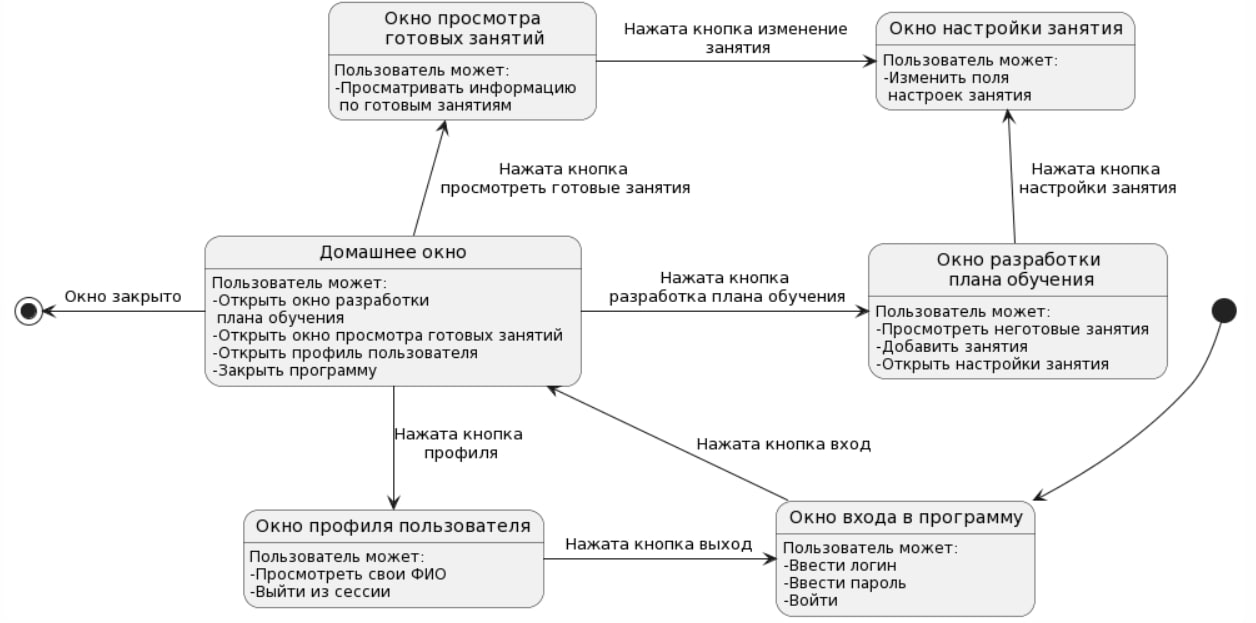 Окно просмотра
готовых занятий
Пользователь может:
-Просматривать информацию
по готовым занятиям
Нажата кнопка изменение
занятия
Окно настройки занятия
Пользователь может:
-Изменить поля
настроек занятия
Нажата кнопка
просмотреть готовые занятия
Нажата кнопка
настройки занятия
Окно закрыто
Домашнее окно
Пользователь может:
-Открыть окно разработки
плана обучения
-Открыть окно просмотра готовых занятий
-Открыть профиль пользователя
-Закрыть программу
Нажата кнопка
разработка плана обучения
Окно разработки
плана обучения
Пользователь может:
-Просмотреть неготовые занятия
-Добавить занятия
-Открыть настройки занятия
Нажата кнопка
профиля
Нажата кнопка вход
Окно профиля пользователя
Пользователь может:
-Просмотреть свои ФИО
-Выйти из сессии
Нажата кнопка выход
Окно входа в программу
Пользователь может:
-Ввести логин
-Ввести пароль
-Войти